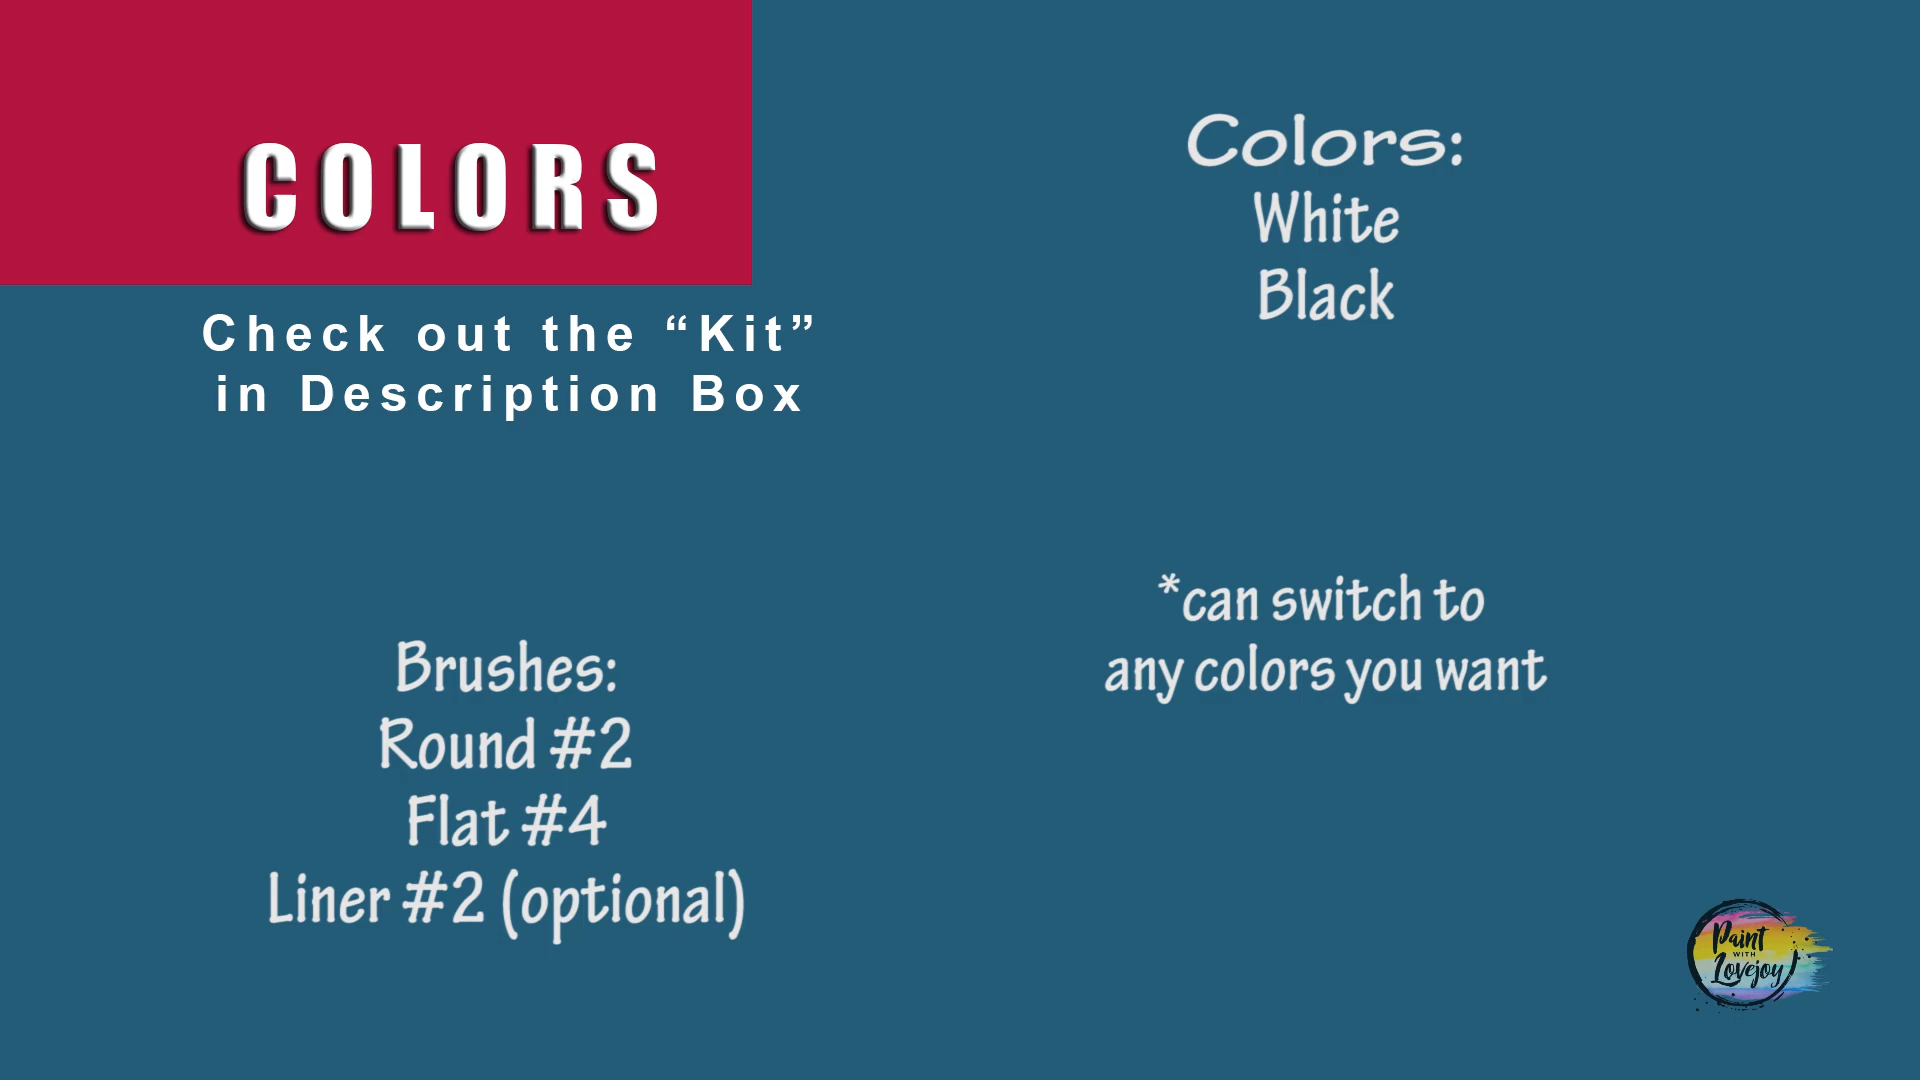 COLORS
Check out the “Kit”
in Description Box
Colors:
White
Black
*can switch to
any colors you want
Brushes:
Round #2
Flat #4
Liner #2 (optional)
Paint
WITH
Lovejoy